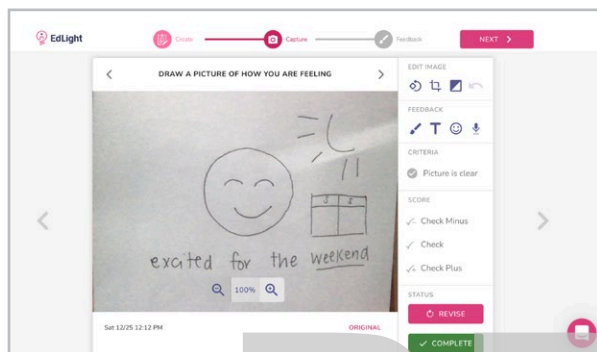 EdLight
Create
Capture
Feedback
NEXT
DRAW A PICTURE OF HOW YOU ARE FEELING
S S
excited for the weekend
100%
Sat 12/25 12:12 PM
ORIGINAL
EDIT IMAGE
FEEDBACK
T
CRITERIA
Picture is clear
SCORE
Check Minus
Check
Check Plus
STATUS
REVISE
COMPLETE